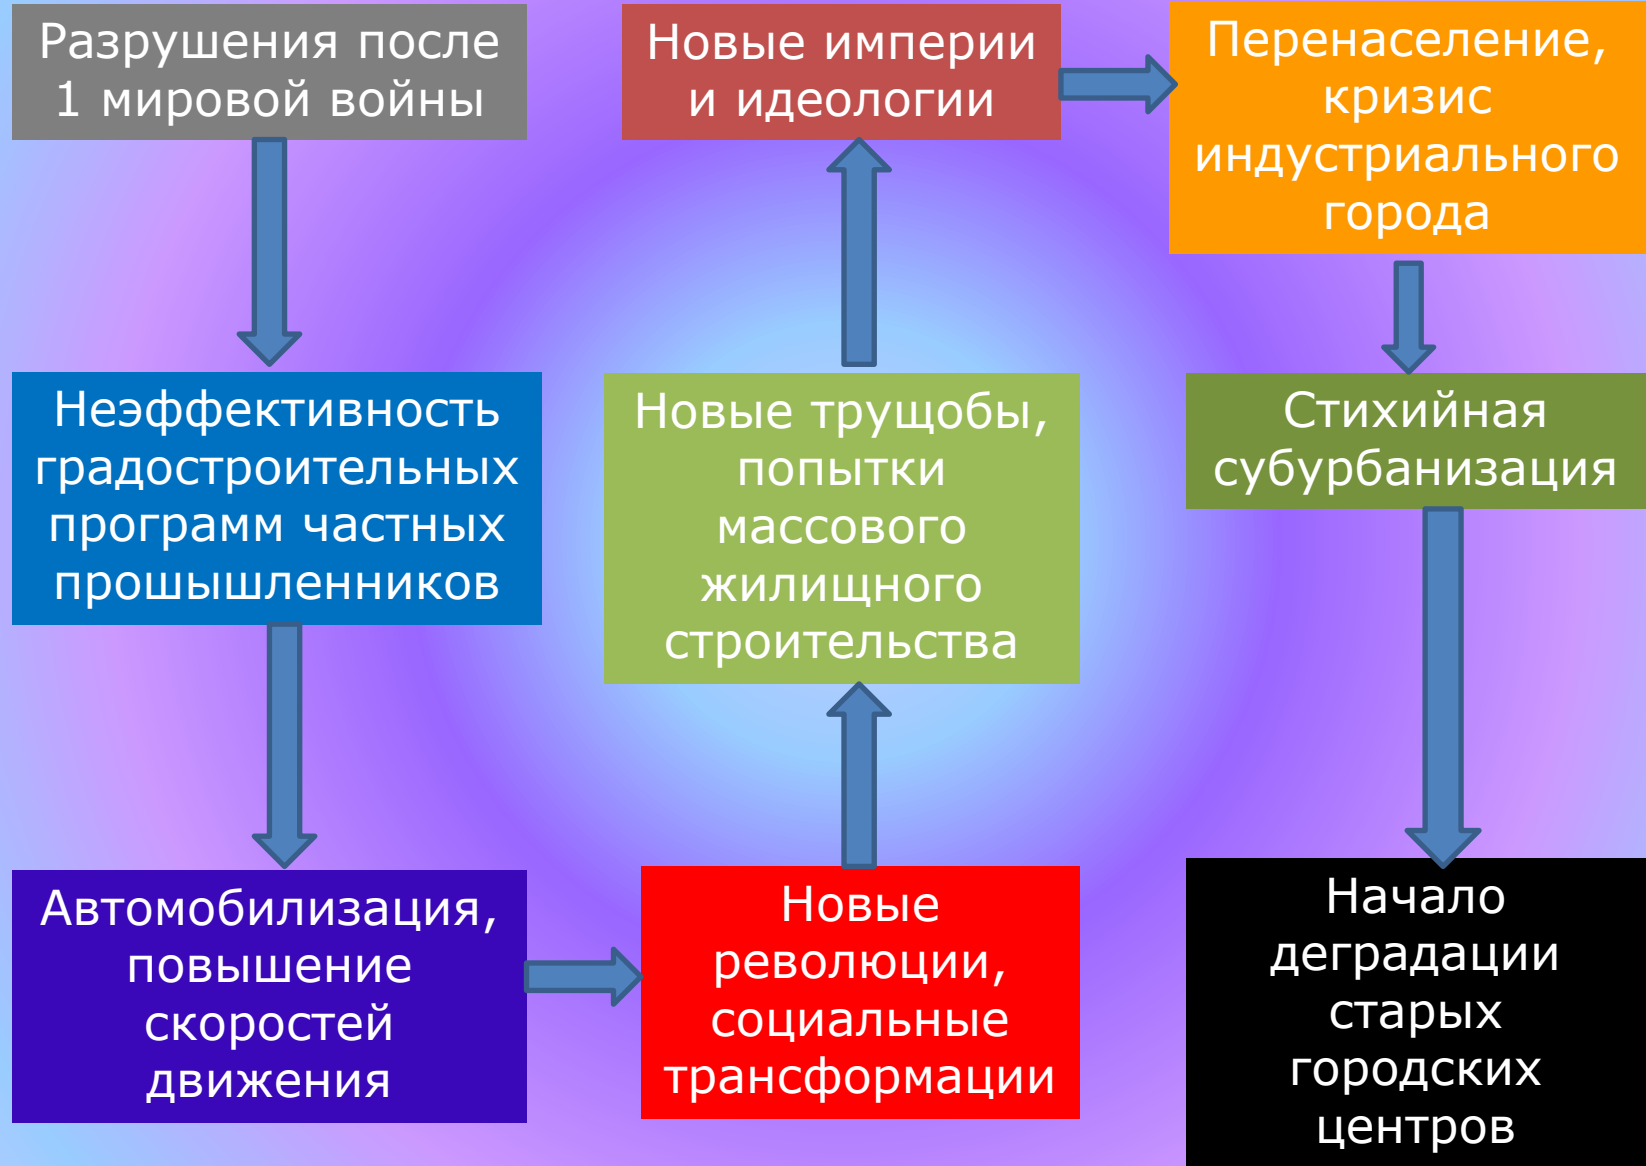 Разрушения после
1 мировой войны
Неэффективность
градостроительных
программ частных
прошышленников
Автомобилизация,
повышение
скоростей
движения
Новые
революции,
социальные
трансформации
Новые трущобы,
попытки
массового
жилищного
строительства
Новые империи
и идеологии
Перенаселение,
кризис
индустриального
города
Стихийная
субурбанизация
Начало
деградации
старых
городских
центров